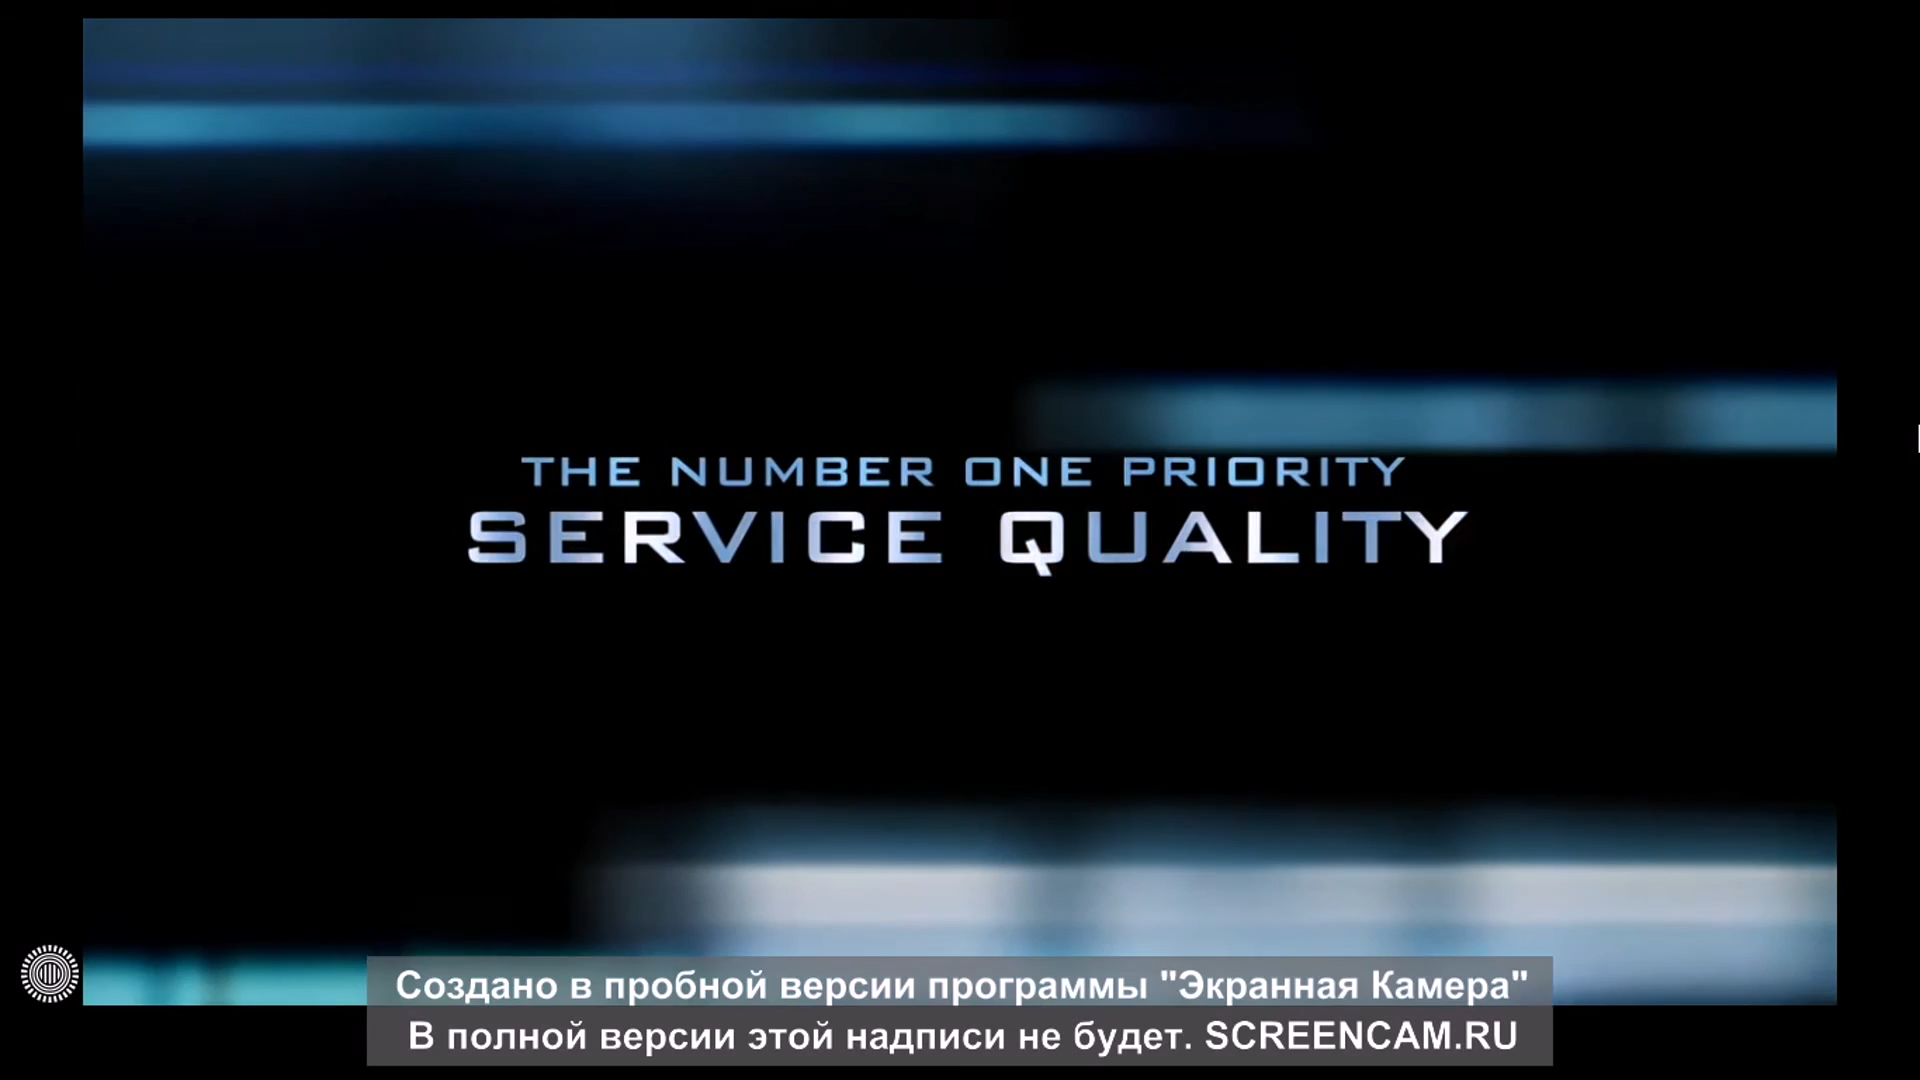 THE NUMBER ONE PRIORITY
SERVICE QUALITY
Создано в пробной версии программы "Экранная Камера"
В полной версии этой надписи не будет. SCREENCAM.RU